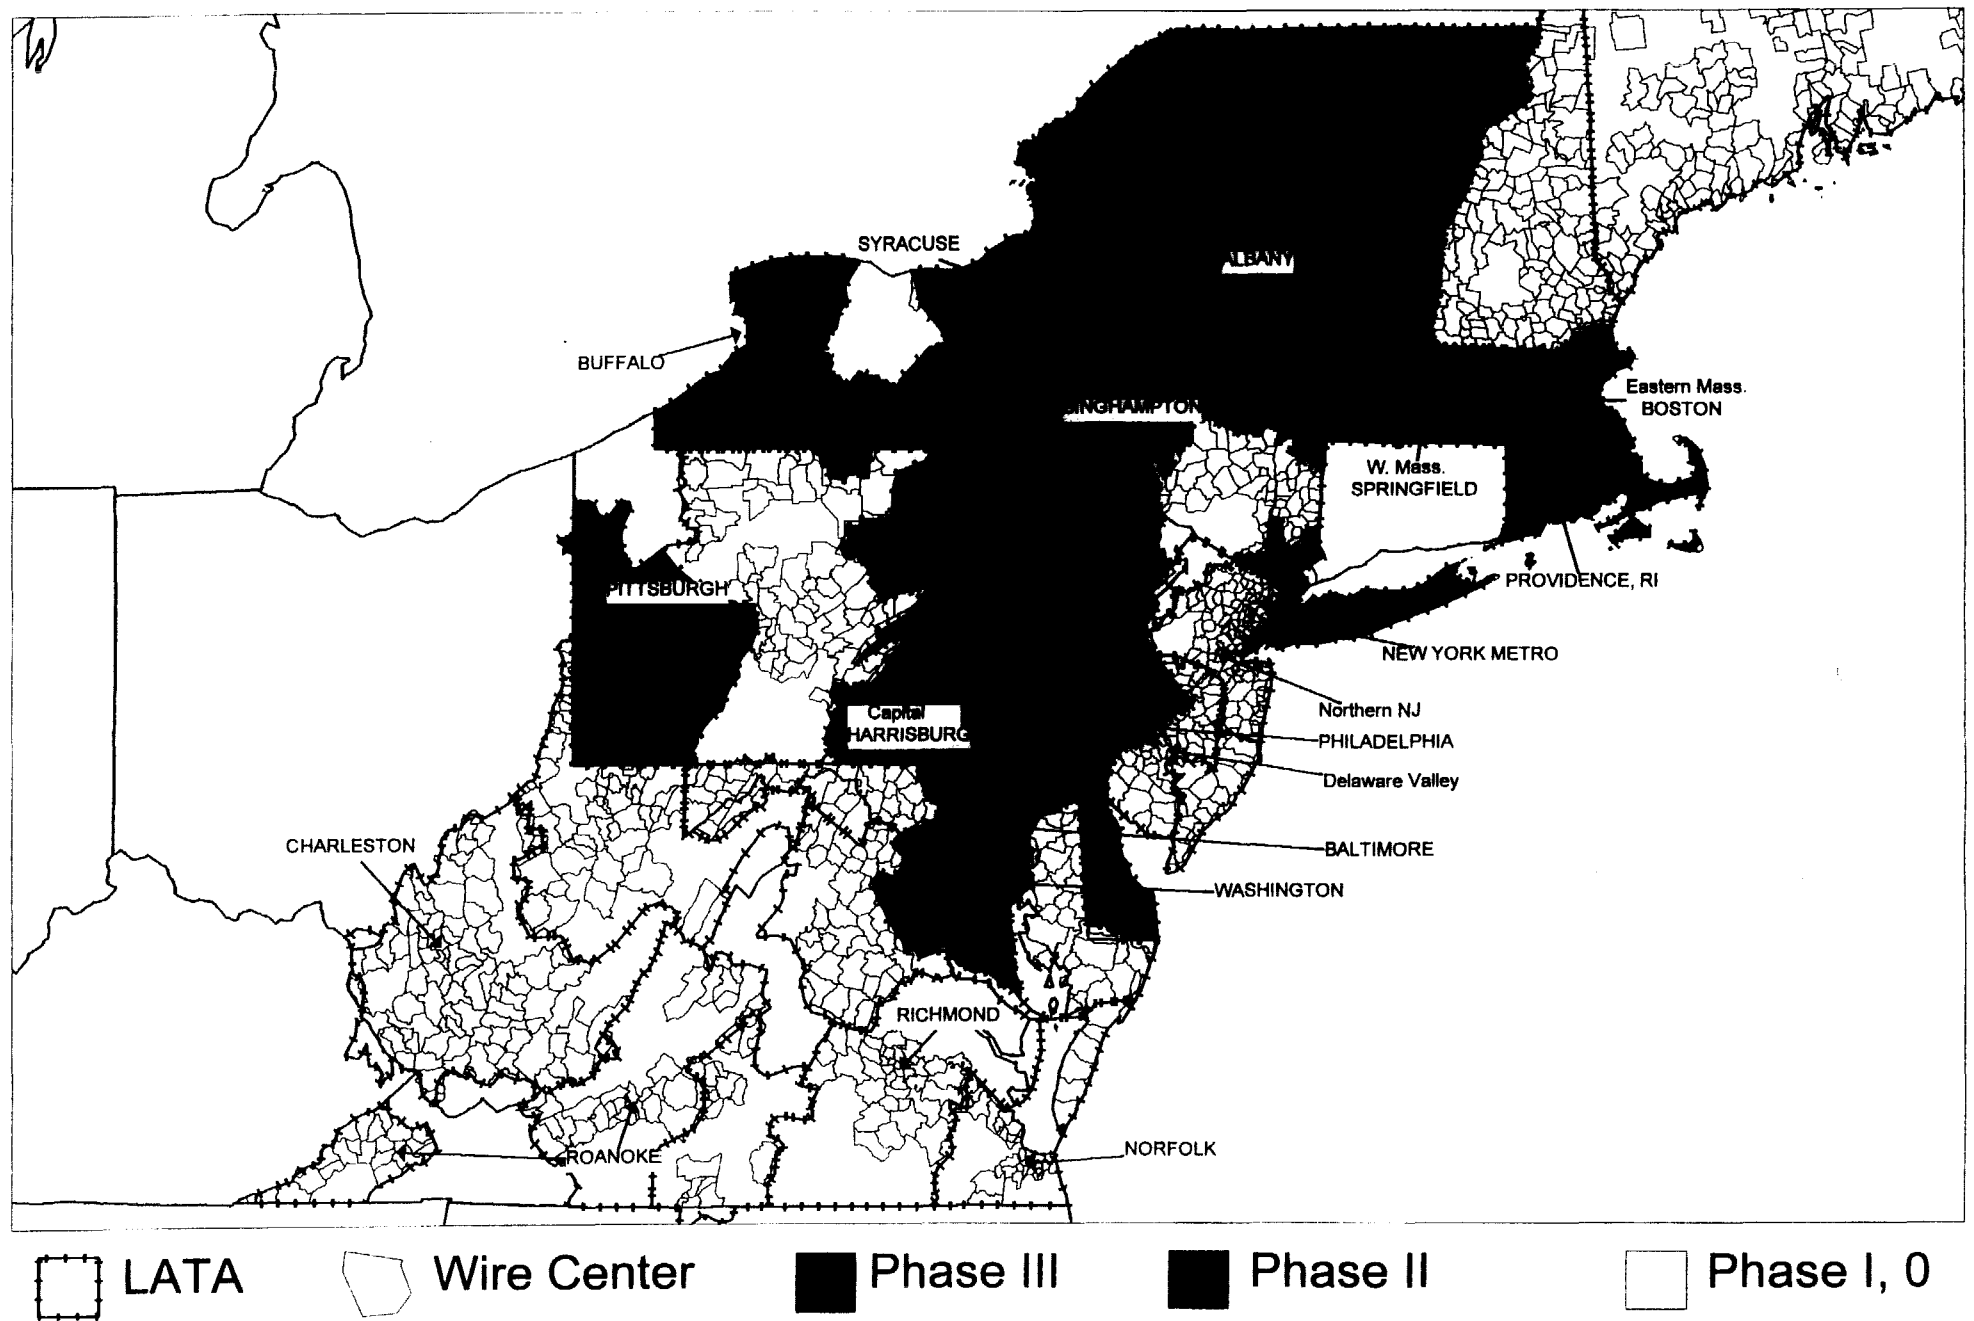 SYRACUSE
ALBANY
BUFFALO
Eastern Mass.
BOSTON
BINGHAMPTON
W. Mass.
SPRINGFIELD
PROVIDENCE, RI
PITTSBURGH
NEW YORK METRO
Capital
HARRISBURG
Northern NJ
PHILADELPHIA
Delaware Valley
CHARLESTON
BALTIMORE
WASHINGTON
RICHMOND
ROANOKE
NORFOLK
LATA
Wire Center
Phase III
Phase II
Phase I, 0